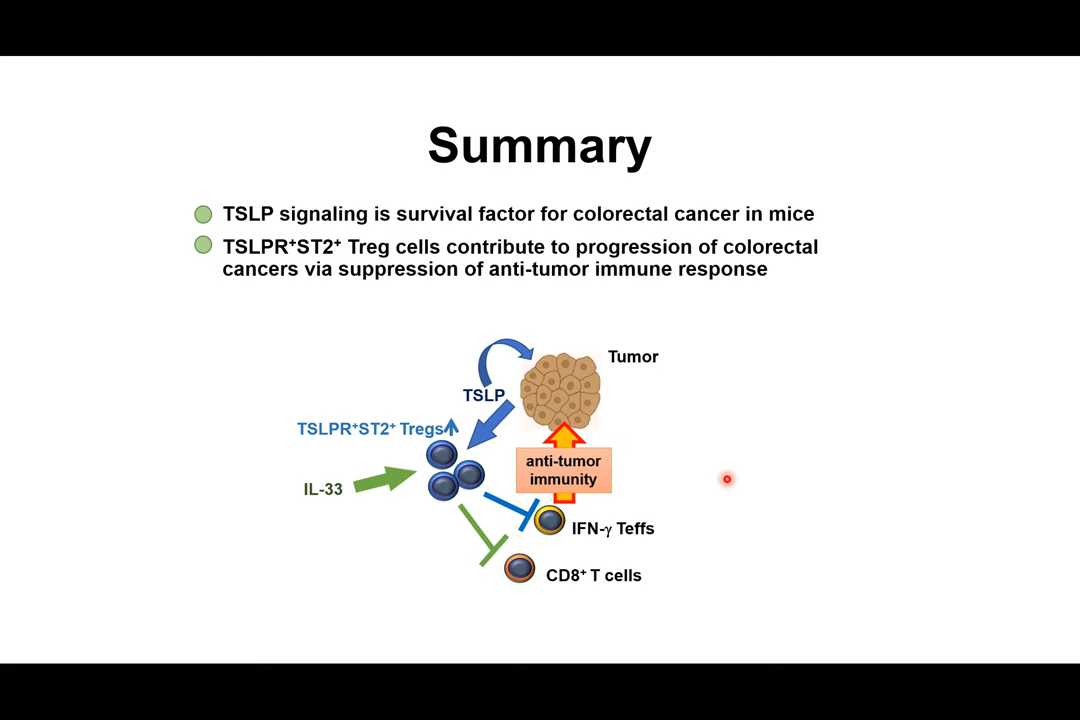 Summary
TSLP signaling is survival factor for colorectal cancer in mice
TSLPR⁺ST2⁺ Treg cells contribute to progression of colorectal
cancers via suppression of anti-tumor immune response
Tumor
TSLP
TSLPR⁺ST2⁺ Tregs
anti-tumor
immunity
IL-33
IFN-γ Teffs
CD8⁺ T cells